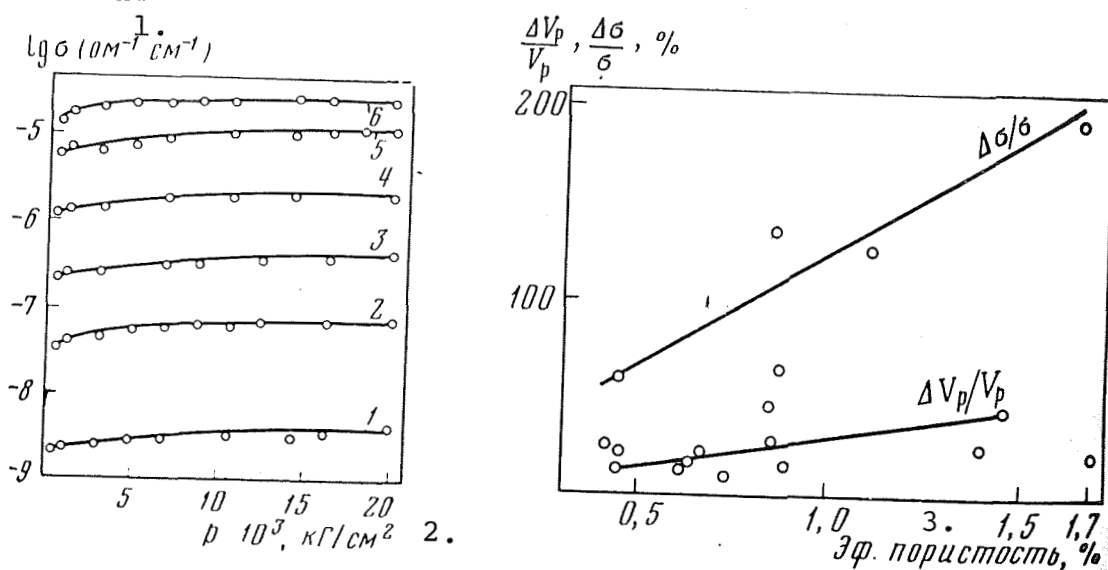 1.
lg σ (ом⁻¹ см⁻¹)
-5
-6
-7
-8
-9
6
5
4
3
2
1
5 10 15 20
p 10³, кГ/см² 2.
ΔVp/Vp, Δσ/σ, %
200
100
Δσ/σ
ΔVp/Vp
0,5 1,0 3. 1,5 1,7
Эф. пористость, %